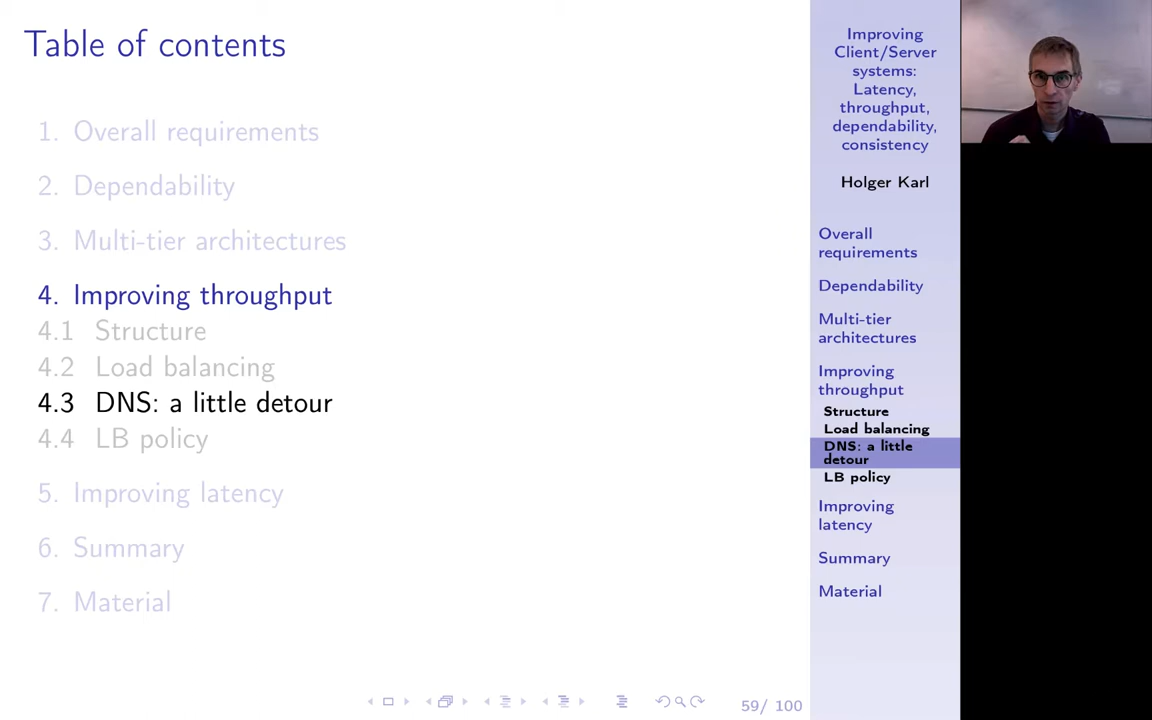 Table of contents
1. Overall requirements
2. Dependability
3. Multi-tier architectures
4. Improving throughput
4.1 Structure
4.2 Load balancing
4.3 DNS: a little detour
4.4 LB policy
5. Improving latency
6. Summary
7. Material
59/ 100
Improving
Client/Server
systems:
Latency,
throughput,
dependability,
consistency
Holger Karl
Overall
requirements
Dependability
Multi-tier
architectures
Improving
throughput
Structure
Load balancing
DNS: a little
detour
LB policy
Improving
latency
Summary
Material